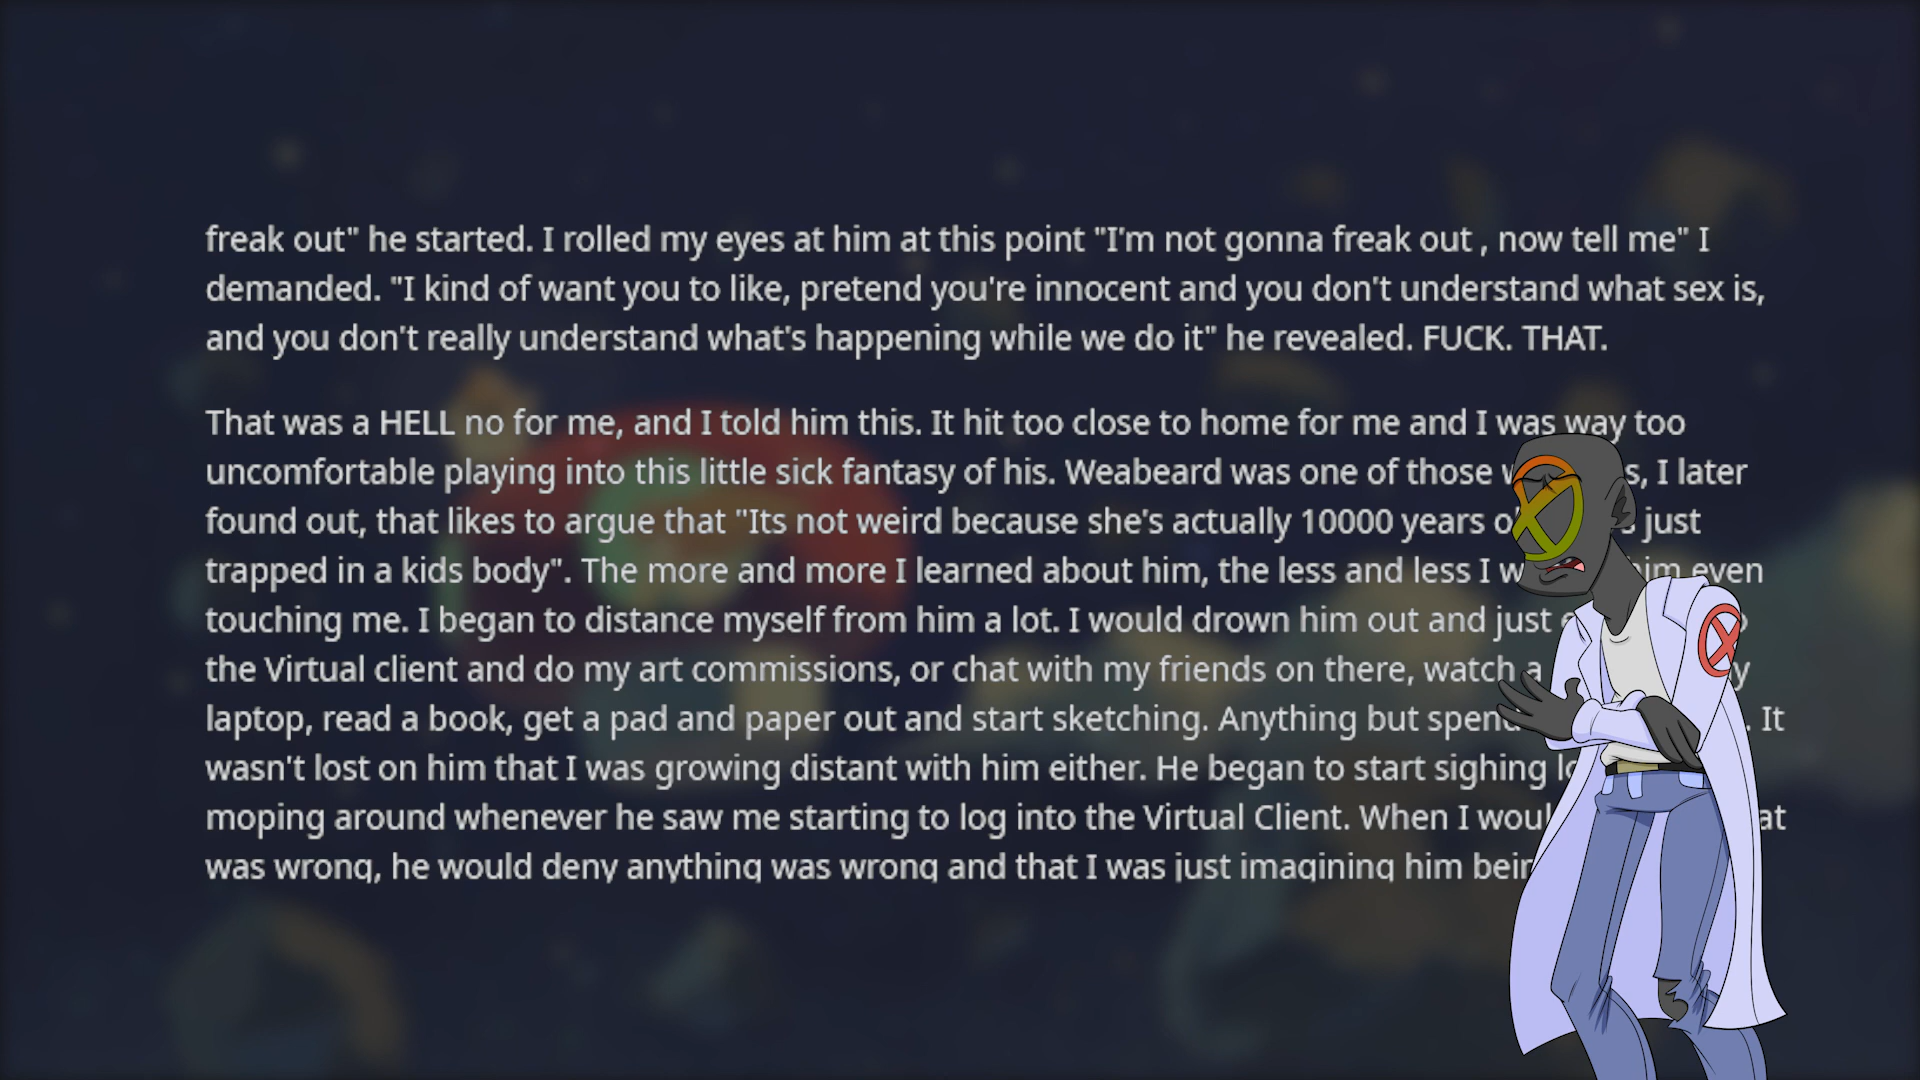 freak out" he started. I rolled my eyes at him at this point "I'm not gonna freak out , now tell me" I
demanded. "I kind of want you to like, pretend you're innocent and you don't understand what sex is,
and you don't really understand what's happening while we do it" he revealed. FUCK. THAT.
That was a HELL no for me, and I told him this. It hit too close to home for me and I was way too
uncomfortable playing into this little sick fantasy of his. Weabeard was one of those I later
found out, that likes to argue that "Its not weird because she's actually 10000 years just
trapped in a kids body". The more and more I learned about him, the less and less I him even
touching me. I began to distance myself from him a lot. I would drown him out and just
the Virtual client and do my art commissions, or chat with my friends on there, watch a
laptop, read a book, get a pad and paper out and start sketching. Anything but . It
wasn't lost on him that I was growing distant with him either. He began to start sighing
moping around whenever he saw me starting to log into the Virtual Client. When I
was wrong, he would deny anything was wrong and that I was just imagining him